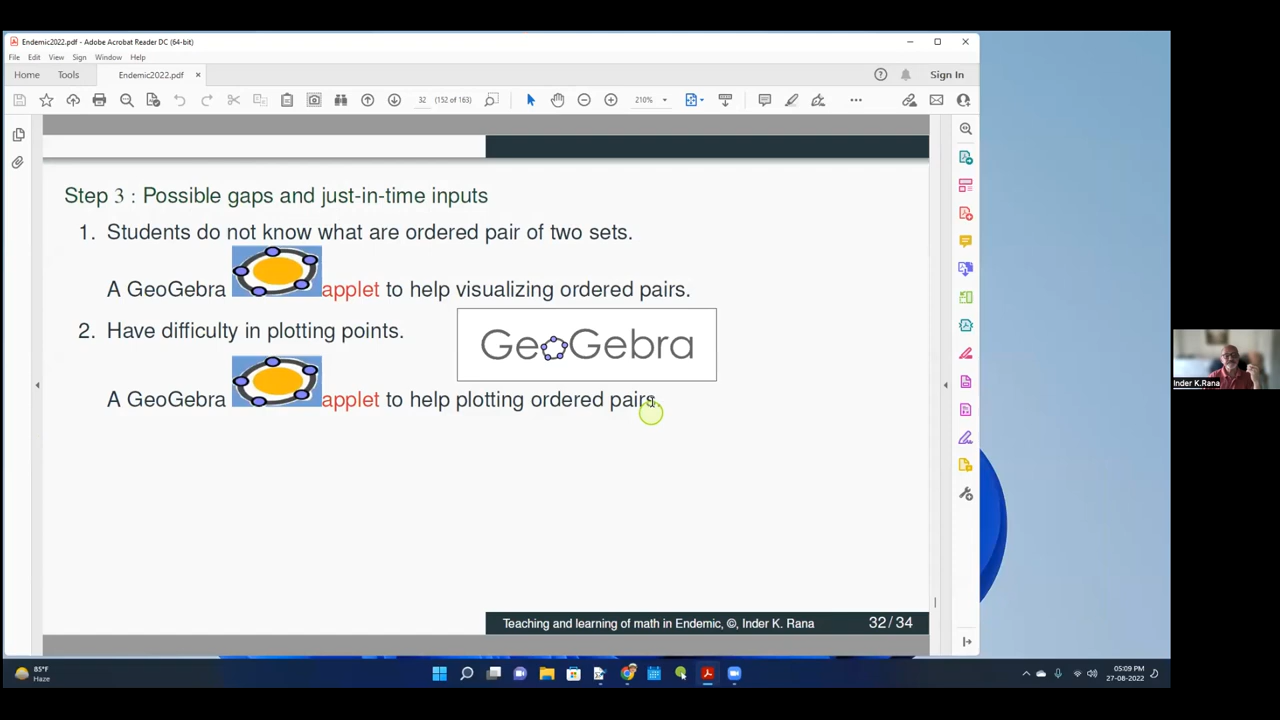 Endemic2022.pdf - Adobe Acrobat Reader DC (64-bit)
File Edit View Sign Window Help
Home Tools Endemic2022.pdf × Sign In
32 (152 of 163) 210%
Step 3 : Possible gaps and just-in-time inputs
1. Students do not know what are ordered pair of two sets.
A GeoGebra applet to help visualizing ordered pairs.
2. Have difficulty in plotting points.
GeoGebra
A GeoGebra applet to help plotting ordered pairs.
Inder K.Rana
Teaching and learning of math in Endemic, ©, Inder K. Rana 32/34
85°F
Haze
05:09 PM
27-08-2022